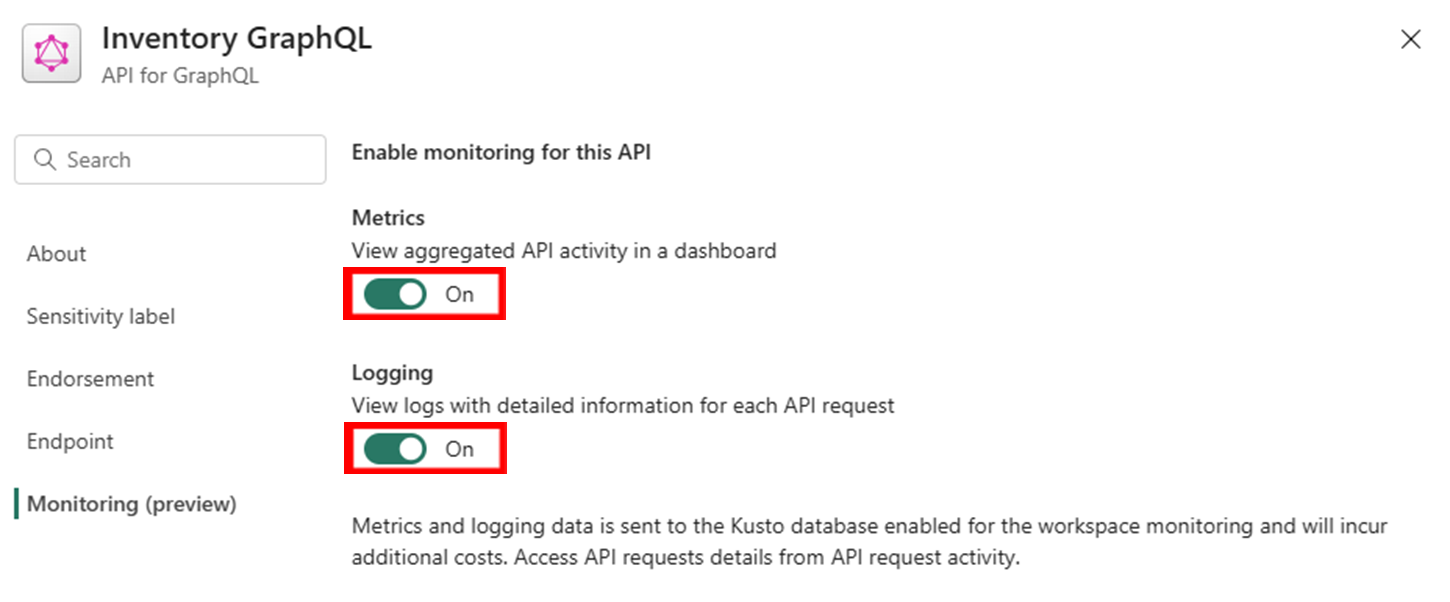 Inventory GraphQL
API for GraphQL
Search
About
Sensitivity label
Endorsement
Endpoint
Monitoring (preview)
Enable monitoring for this API
Metrics
View aggregated API activity in a dashboard
On
Logging
View logs with detailed information for each API request
On
Metrics and logging data is sent to the Kusto database enabled for the workspace monitoring and will incur
additional costs. Access API requests details from API request activity.